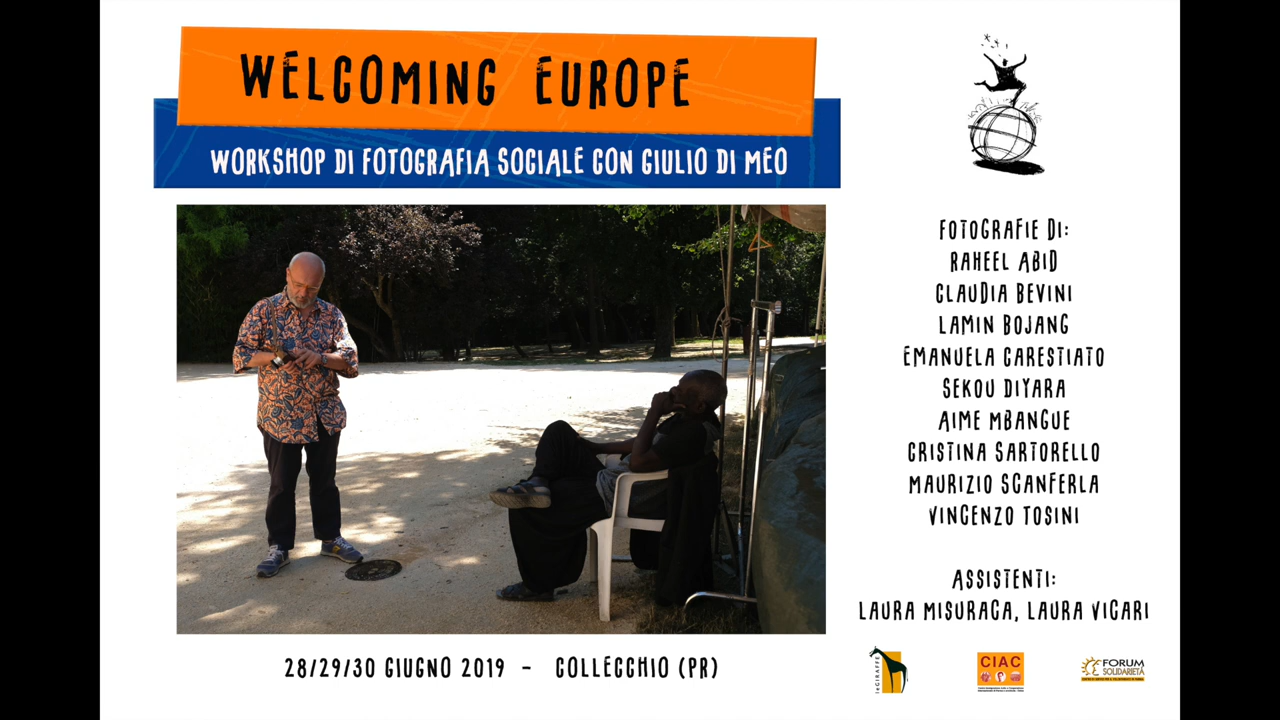 WELCOMING EUROPE
WORKSHOP DI FOTOGRAFIA SOCIALE CON GIULIO DI MEO
FOTOGRAFIE DI:
RAHEEL ABID
CLAUDIA BEVINI
LAMIN BOJANG
EMANUELA CARESTIATO
SEKOU DIYARA
AIME MBANGUE
CRISTINA SARTORELLO
MAURIZIO SCANFERLA
VINCENZO TOSINI
ASSISTENTI:
LAURA MISURACA, LAURA VICARI
28/29/30 GIUGNO 2019 - COLLECCHIO (PR)
leGIRAFFE
CIAC
FORUM
SOLIDARIETÀ